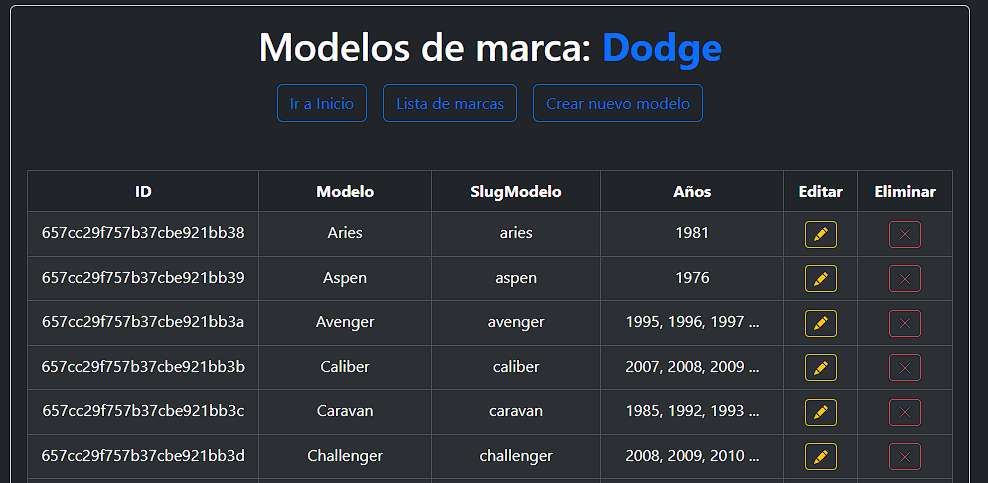 Modelos de marca: Dodge
Ir a Inicio Lista de marcas Crear nuevo modelo
ID Modelo SlugModelo Años Editar Eliminar
657cc29f757b37cbe921bb38 Aries aries 1981
657cc29f757b37cbe921bb39 Aspen aspen 1976
657cc29f757b37cbe921bb3a Avenger avenger 1995, 1996, 1997 ...
657cc29f757b37cbe921bb3b Caliber caliber 2007, 2008, 2009 ...
657cc29f757b37cbe921bb3c Caravan caravan 1985, 1992, 1993 ...
657cc29f757b37cbe921bb3d Challenger challenger 2008, 2009, 2010 ...